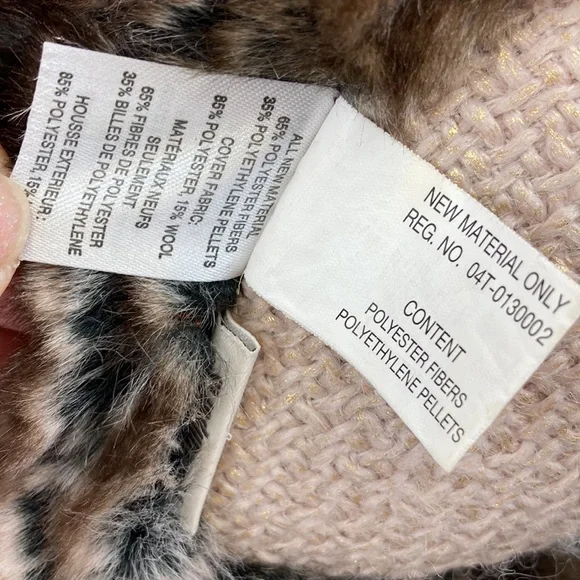 ALL NEW MATERIAL
65% POLYESTER FIBERS
35% POLYETHYLENE PELLETS
COVER FABRIC:
85% POLYESTER, 15% WOOL
MATERIAUX NEUFS
SEULEMENT
65% FIBRES DE POLYESTER
35% BILLES DE POLYETHYLENE
HOUSSE EXTERIEUR:
85% POLYESTER, 15%
NEW MATERIAL ONLY
REG. NO. 04T-0130002
CONTENT
POLYESTER FIBERS
POLYETHYLENE PELLETS